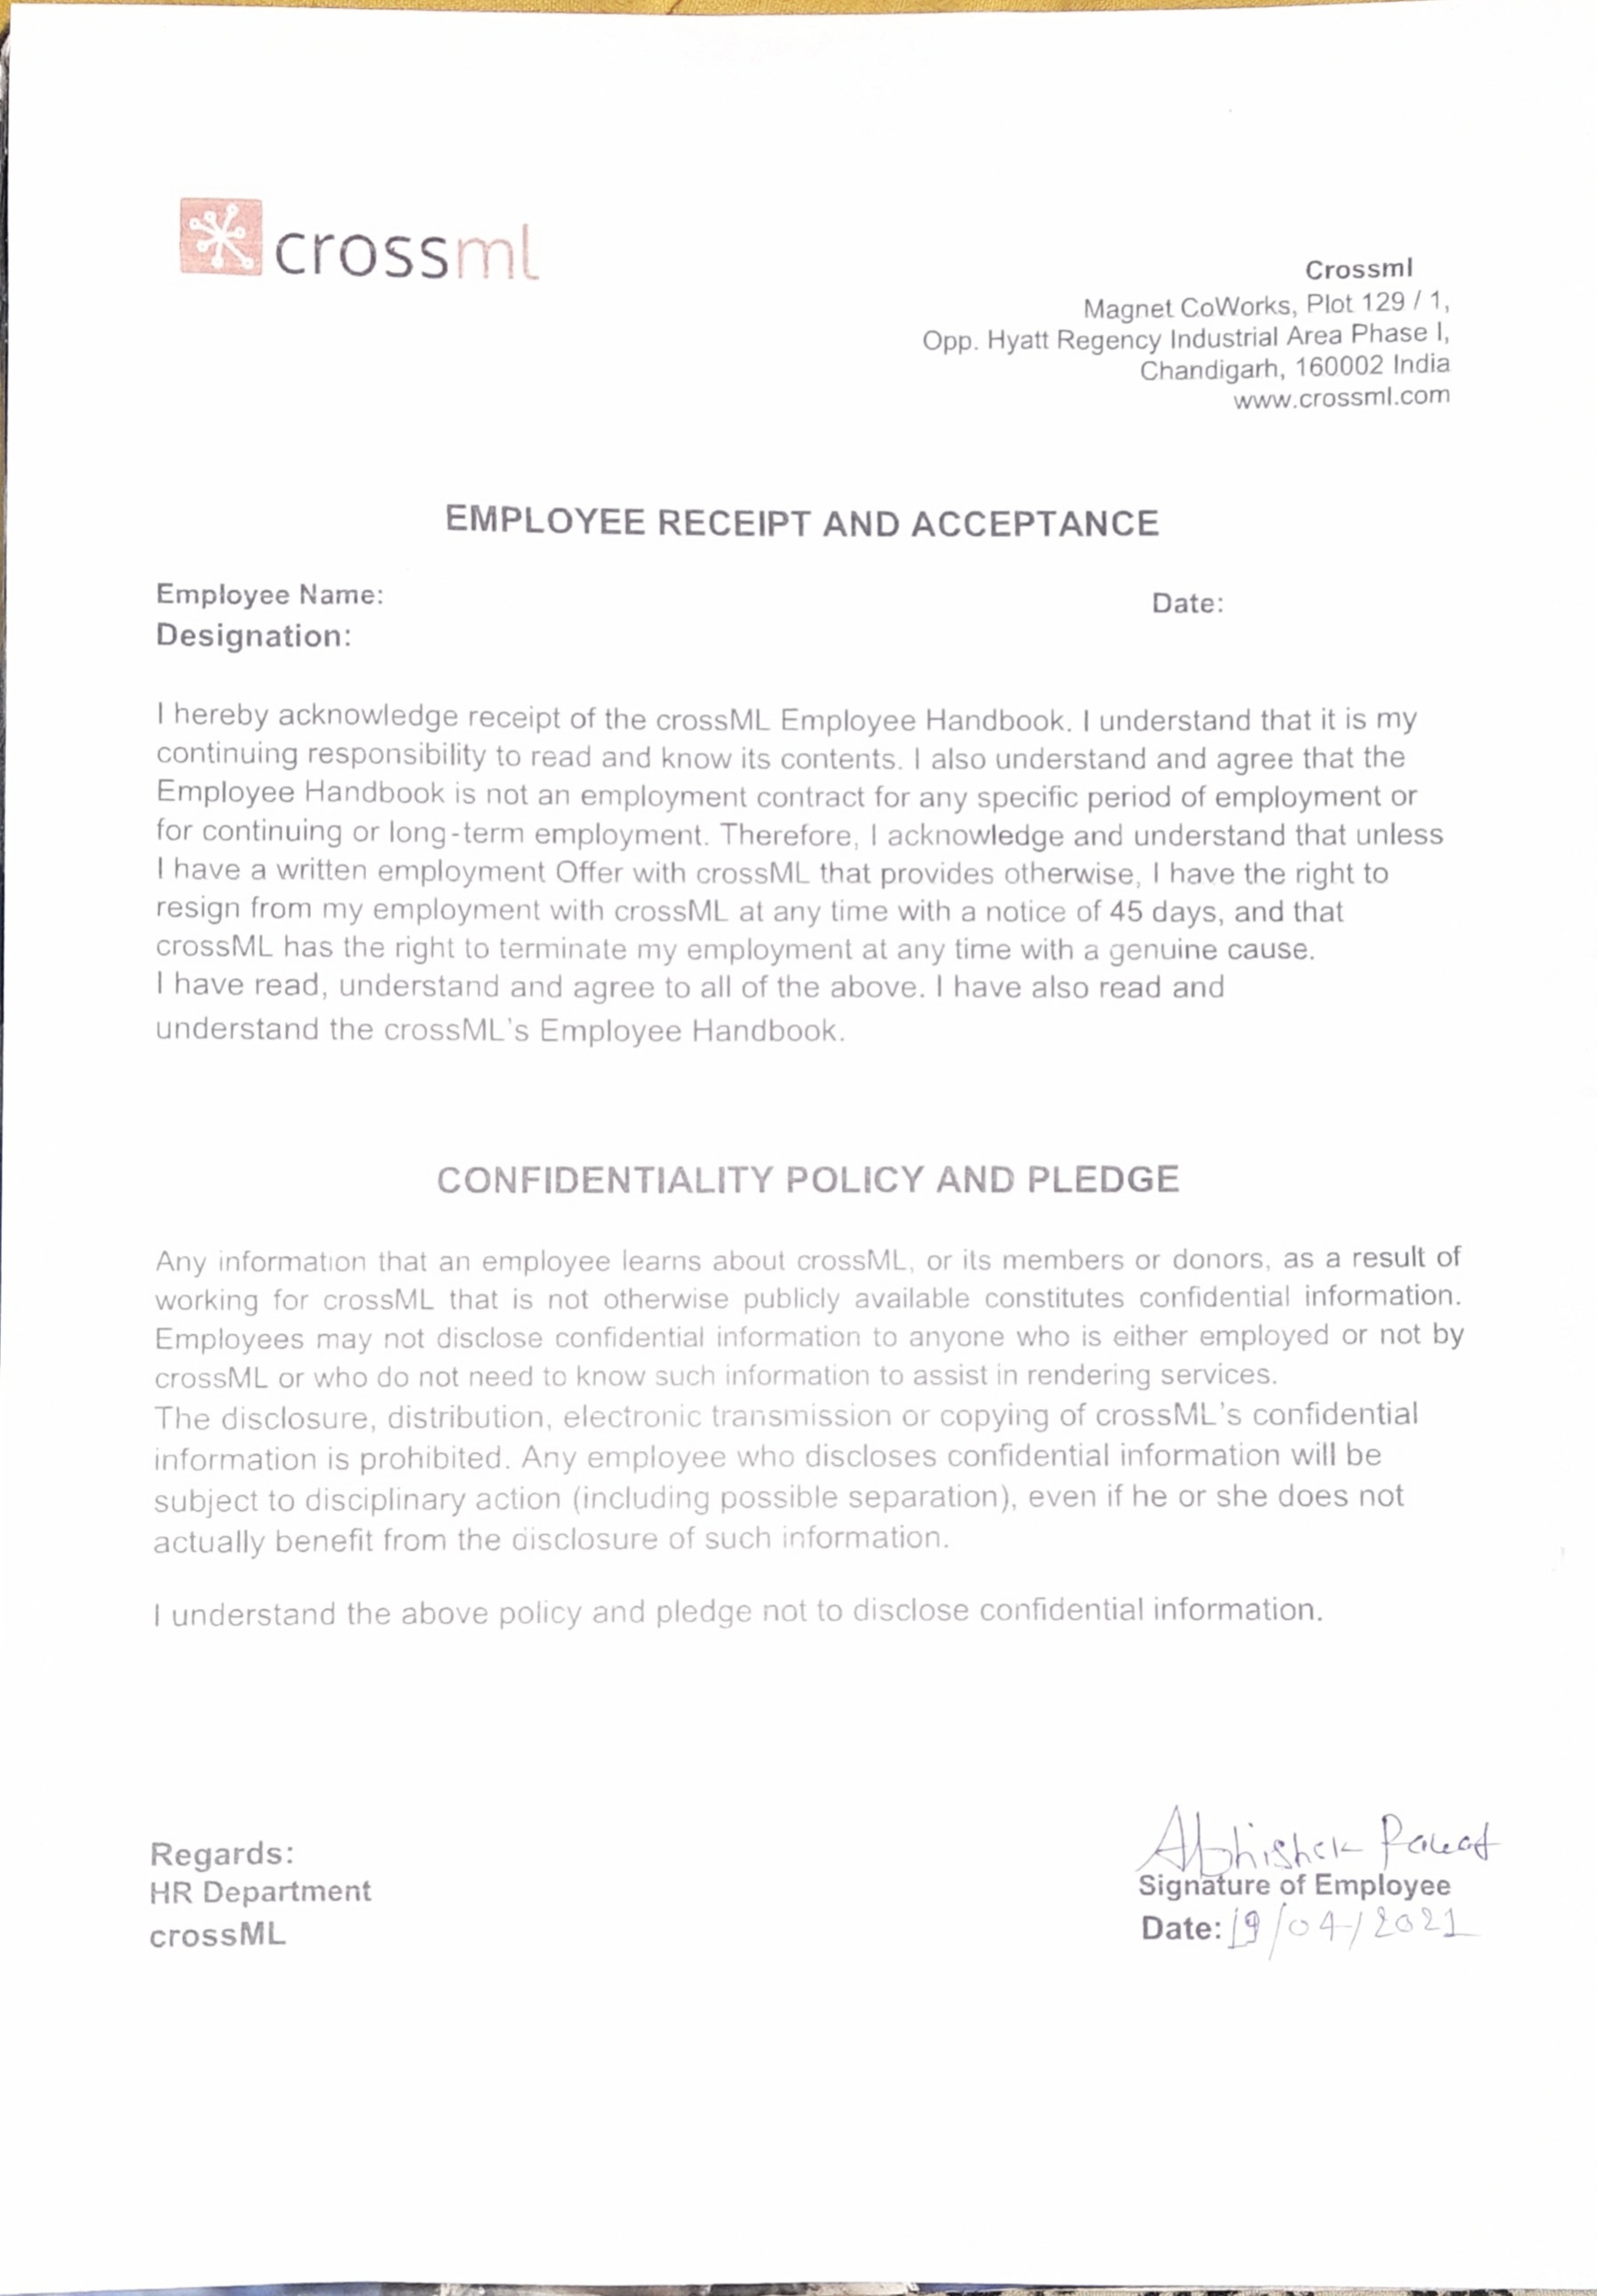 crossml
Crossml
Magnet CoWorks, Plot 129 / 1,
Opp. Hyatt Regency Industrial Area Phase I,
Chandigarh, 160002 India
www.crossml.com
EMPLOYEE RECEIPT AND ACCEPTANCE
Employee Name:
Date:
Designation:
I hereby acknowledge receipt of the crossML Employee Handbook. I understand that it is my
continuing responsibility to read and know its contents. I also understand and agree that the
Employee Handbook is not an employment contract for any specific period of employment or
for continuing or long-term employment. Therefore, I acknowledge and understand that unless
I have a written employment Offer with crossML that provides otherwise, I have the right to
resign from my employment with crossML at any time with a notice of 45 days, and that
crossML has the right to terminate my employment at any time with a genuine cause.
I have read, understand and agree to all of the above. I have also read and
understand the crossML's Employee Handbook.
CONFIDENTIALITY POLICY AND PLEDGE
Any information that an employee learns about crossML, or its members or donors, as a result of
working for crossML that is not otherwise publicly available constitutes confidential information.
Employees may not disclose confidential information to anyone who is either employed or not by
crossML or who do not need to know such information to assist in rendering services.
The disclosure, distribution, electronic transmission or copying of crossML's confidential
information is prohibited. Any employee who discloses confidential information will be
subject to disciplinary action (including possible separation), even if he or she does not
actually benefit from the disclosure of such information.
I understand the above policy and pledge not to disclose confidential information.
Regards:
HR Department
crossML
Abhishek
Signature of Employee
Date: 19/04/2021